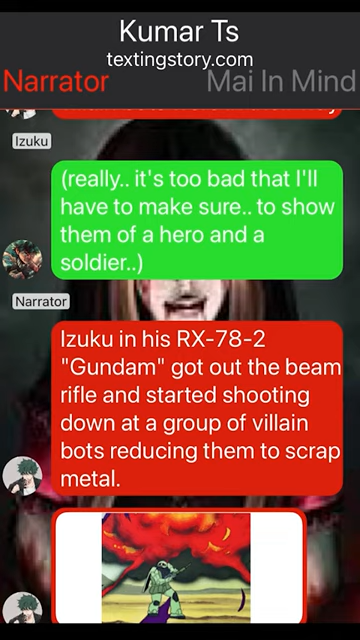 Kumar Ts
textingstory.com
Narrator
Mai In Mind
Izuku
(really.. it's too bad that I'll
have to make sure.. to show
them of a hero and a
soldier..)
Narrator
Izuku in his RX-78-2
"Gundam" got out the beam
rifle and started shooting
down at a group of villain
bots reducing them to scrap
metal.